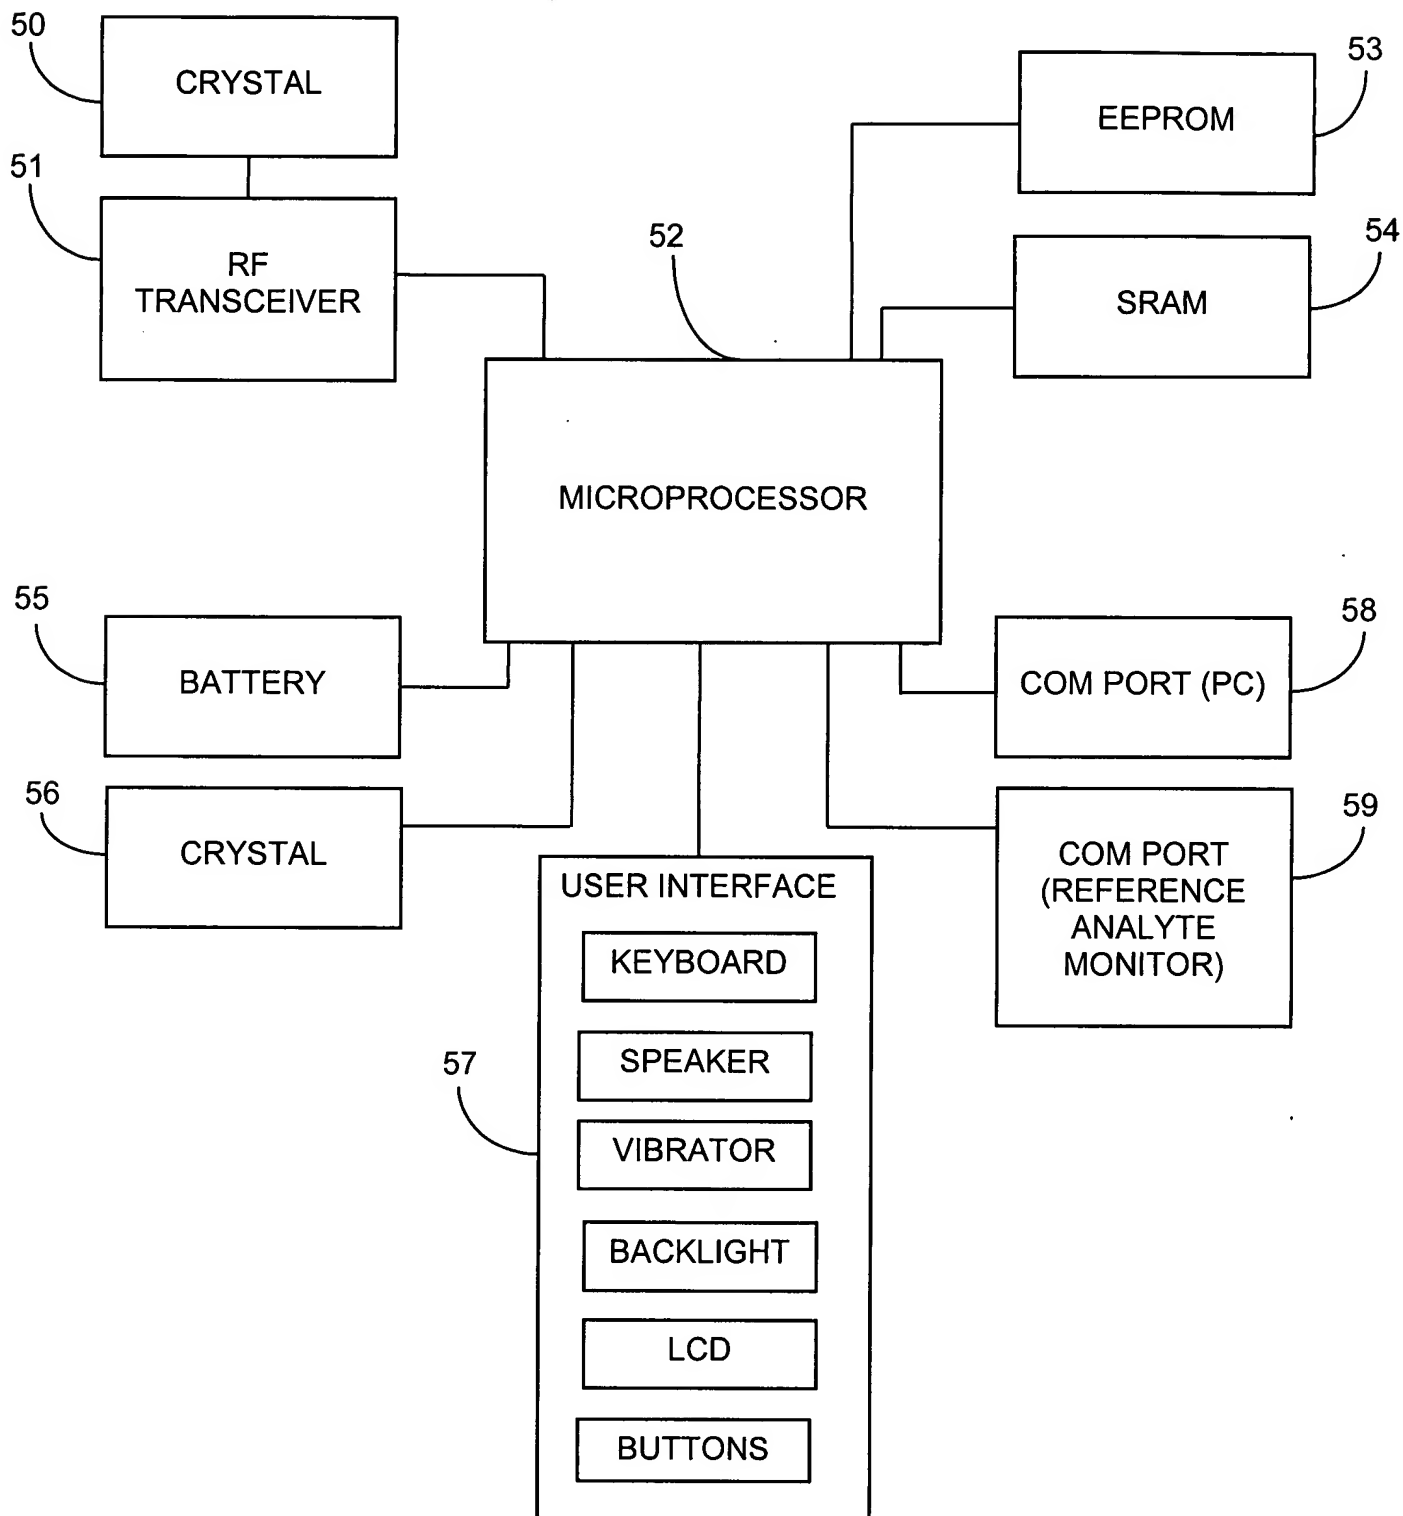 50
CRYSTAL
51
RF
TRANSCEIVER
52
53
EEPROM
54
SRAM
MICROPROCESSOR
55
BATTERY
56
CRYSTAL
58
COM PORT (PC)
59
COM PORT
(REFERENCE
ANALYTE
MONITOR)
57
USER INTERFACE
KEYBOARD
SPEAKER
VIBRATOR
BACKLIGHT
LCD
BUTTONS